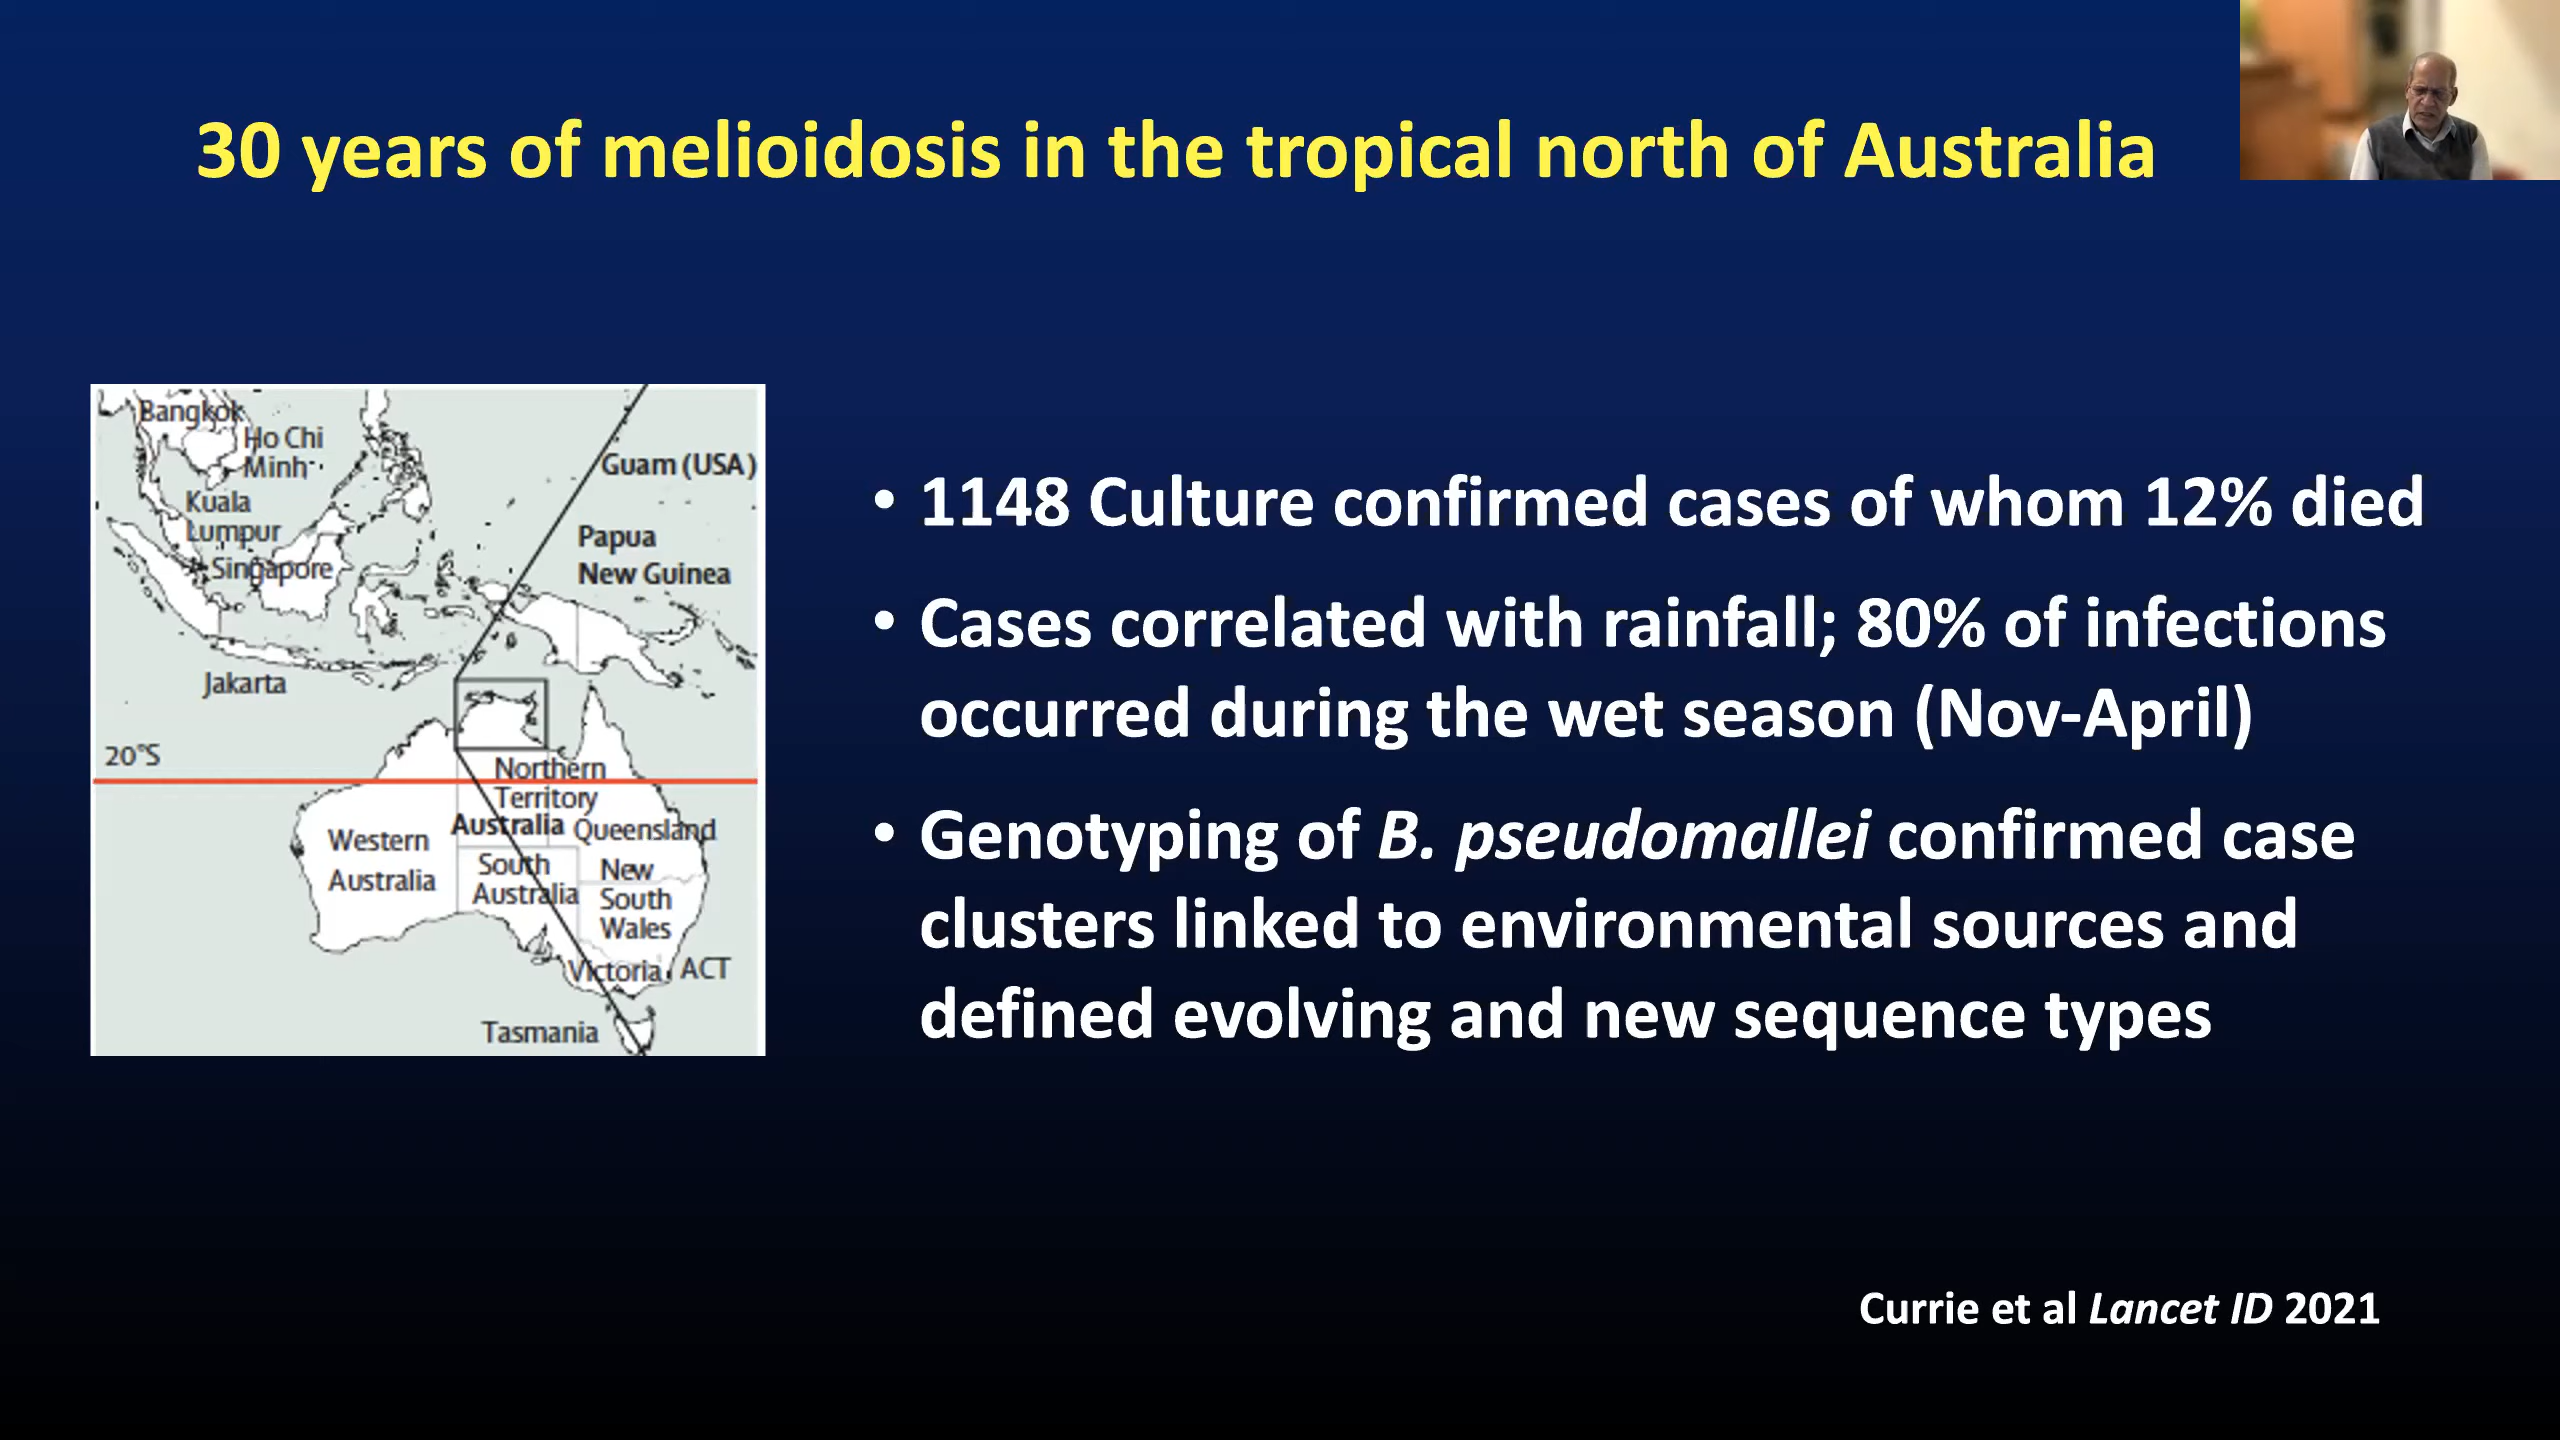 30 years of melioidosis in the tropical north of Australia
Bangkok
Ho Chi
Minh
Guam (USA)
Kuala
Lumpur
Papua
New Guinea
Singapore
Jakarta
20°S
Northern
Territory
Western
Australia
Australia
Queensland
South
Australia
New
South
Wales
Victoria
ACT
Tasmania
• 1148 Culture confirmed cases of whom 12% died
• Cases correlated with rainfall; 80% of infections
occurred during the wet season (Nov-April)
• Genotyping of B. pseudomallei confirmed case
clusters linked to environmental sources and
defined evolving and new sequence types
Currie et al Lancet ID 2021